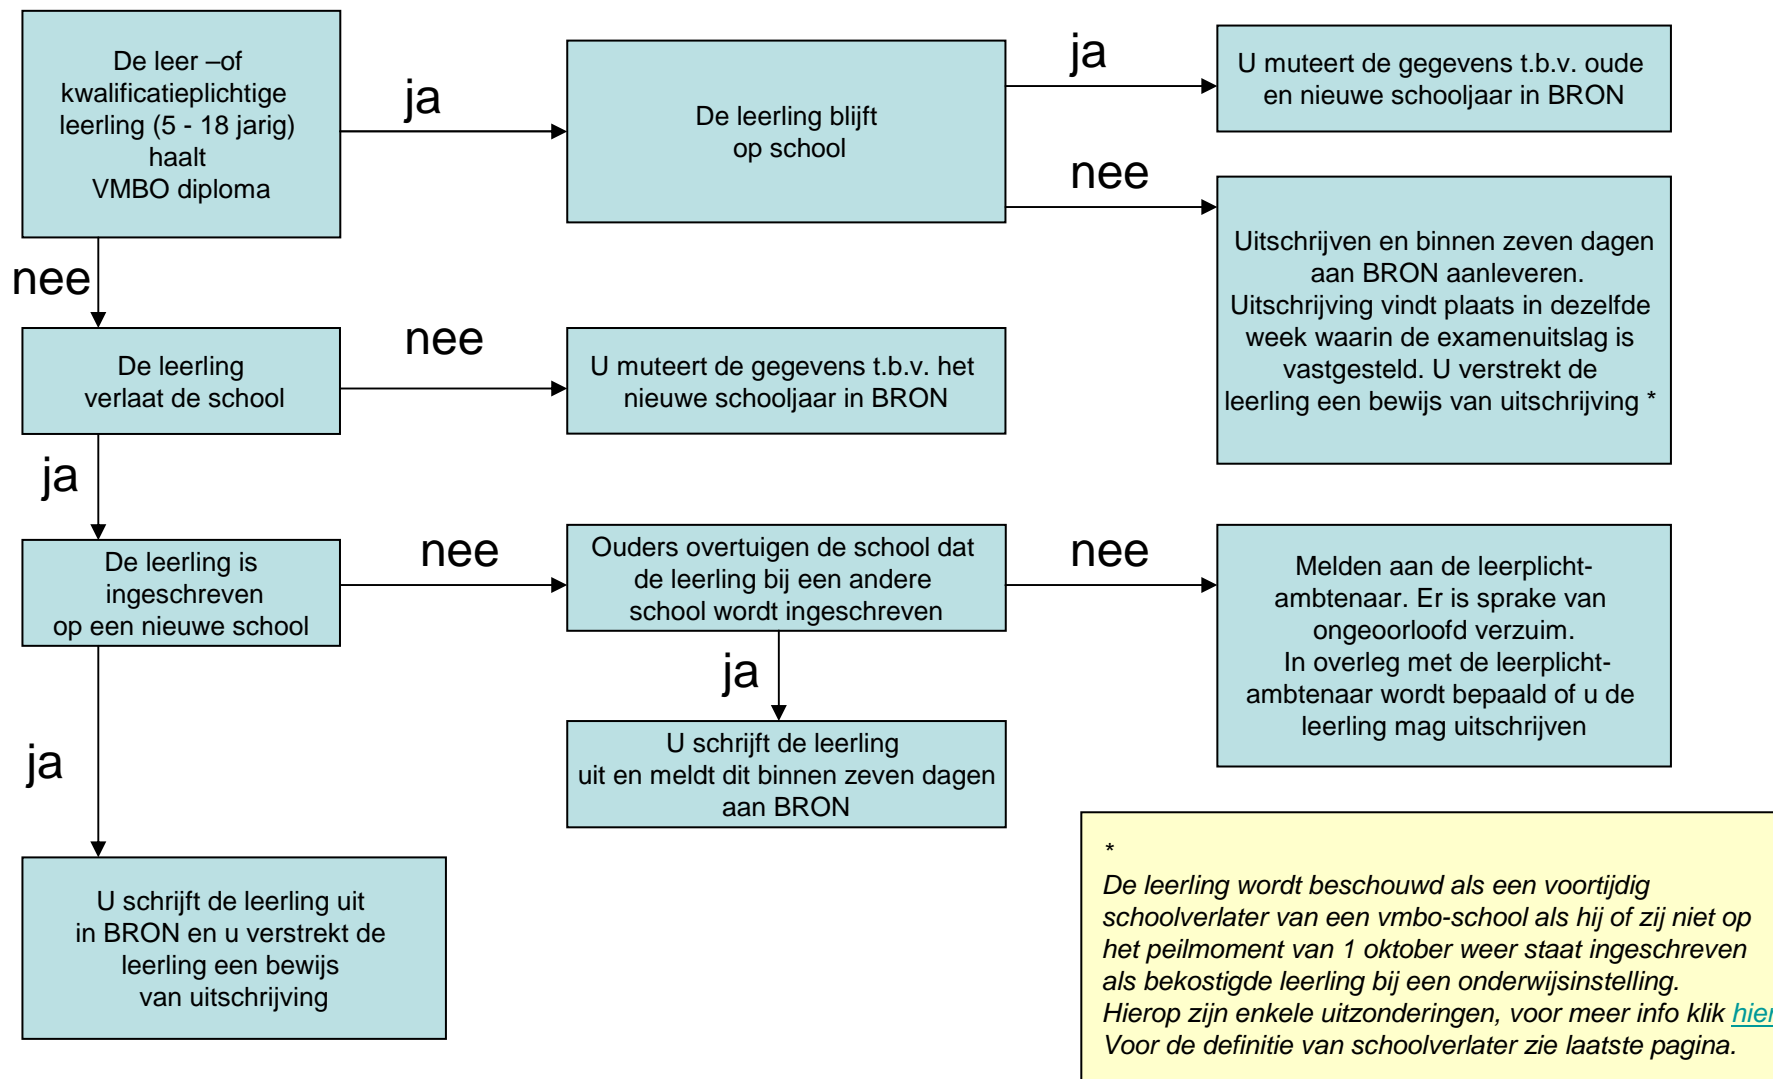 De leer –of
kwalificatieplichtige
leerling (5 - 18 jarig)
haalt
VMBO diploma
ja
De leerling blijft
op school
ja
U muteert de gegevens t.b.v. oude
en nieuwe schooljaar in BRON
nee
Uitschrijven en binnen zeven dagen
aan BRON aanleveren.
Uitschrijving vindt plaats in dezelfde
week waarin de examenuitslag is
vastgesteld. U verstrekt de
leerling een bewijs van uitschrijving *
nee
De leerling
verlaat de school
nee
U muteert de gegevens t.b.v. het
nieuwe schooljaar in BRON
ja
De leerling is
ingeschreven
op een nieuwe school
nee
Ouders overtuigen de school dat
de leerling bij een andere
school wordt ingeschreven
nee
Melden aan de leerplicht-
ambtenaar. Er is sprake van
ongeoorloofd verzuim.
In overleg met de leerplicht-
ambtenaar wordt bepaald of u de
leerling mag uitschrijven
ja
U schrijft de leerling
uit en meldt dit binnen zeven dagen
aan BRON
ja
U schrijft de leerling uit
in BRON en u verstrekt de
leerling een bewijs
van uitschrijving
*
De leerling wordt beschouwd als een voortijdig
schoolverlater van een vmbo-school als hij of zij niet op
het peilmoment van 1 oktober weer staat ingeschreven
als bekostigde leerling bij een onderwijsinstelling.
Hierop zijn enkele uitzonderingen, voor meer info klik hier
Voor de definitie van schoolverlater zie laatste pagina.